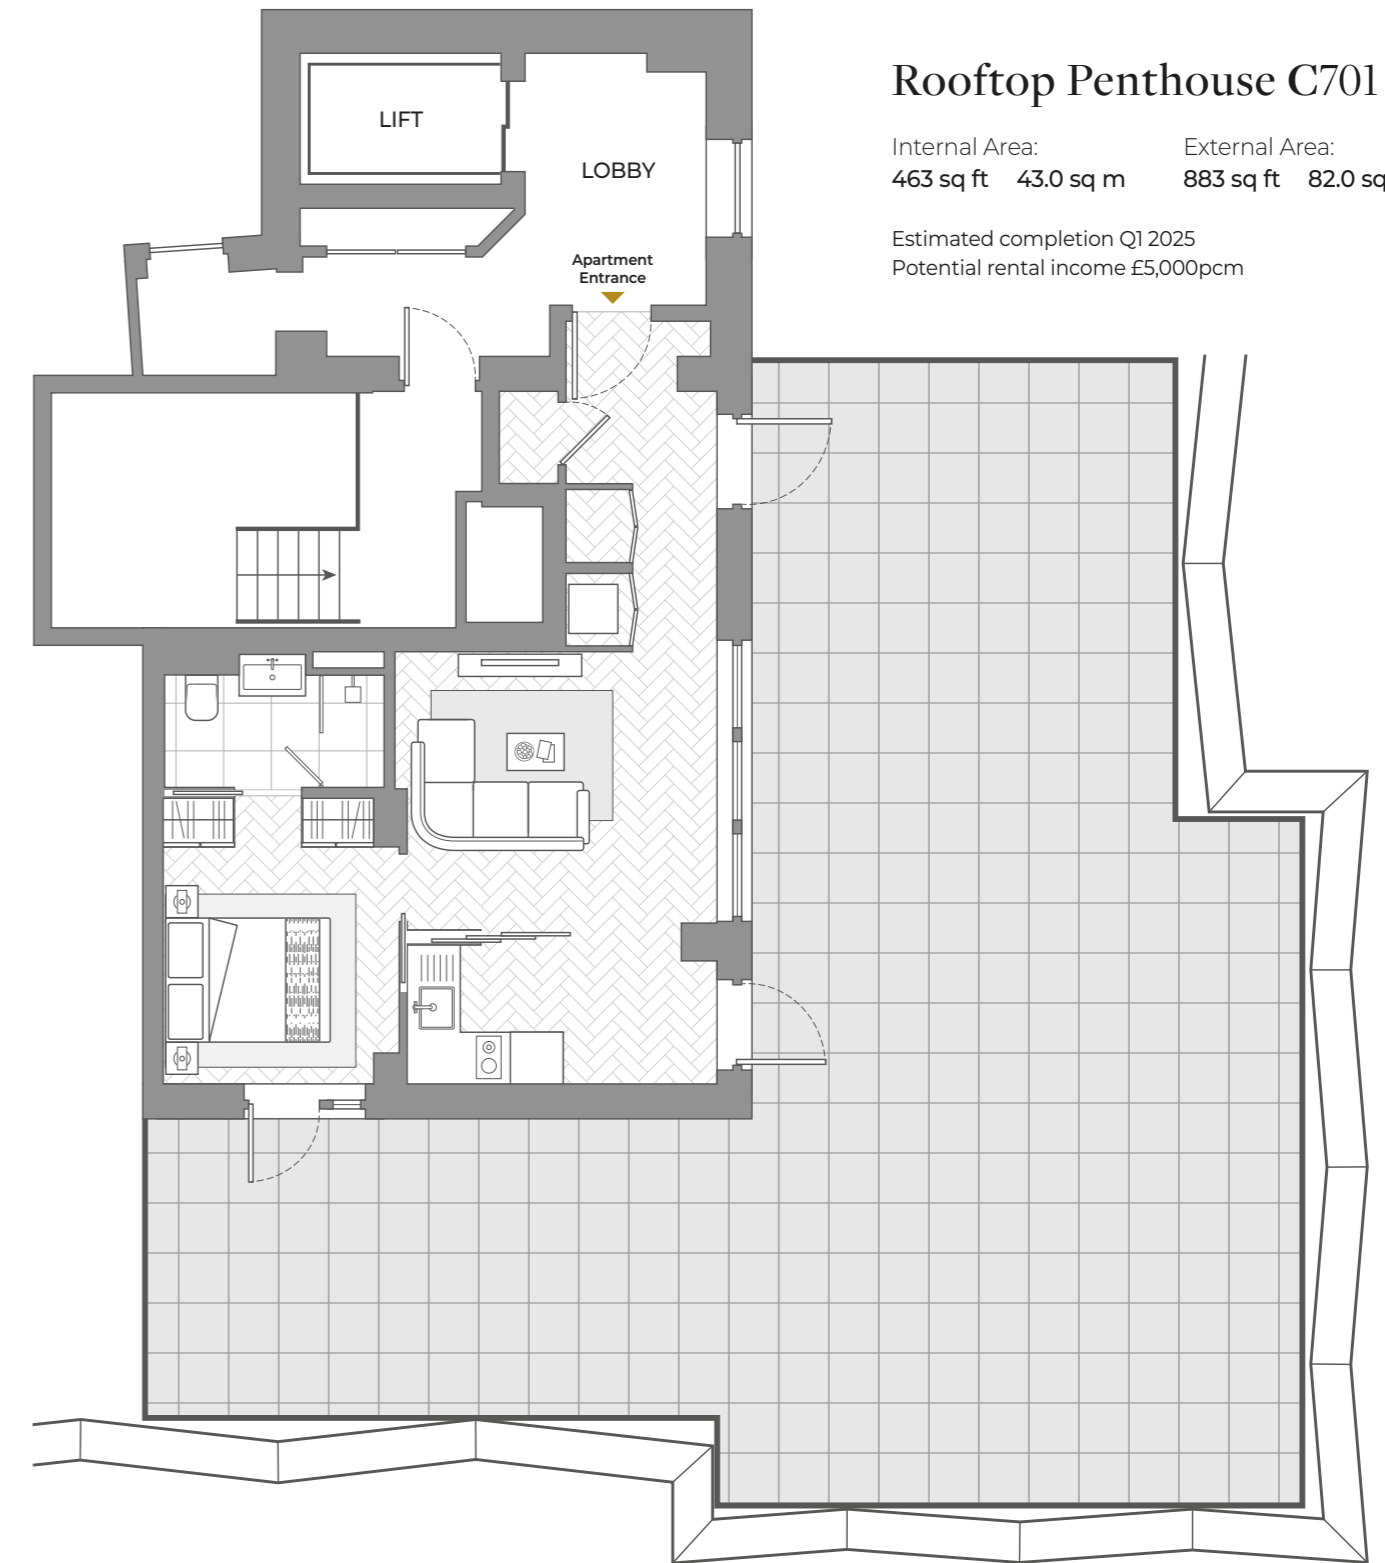 Rooftop Penthouse C701
Internal Area:
463 sq ft 43.0 sq m
External Area:
883 sq ft 82.0 sq
Estimated completion Q1 2025
Potential rental income £5,000pcm
LIFT
LOBBY
Apartment
Entrance